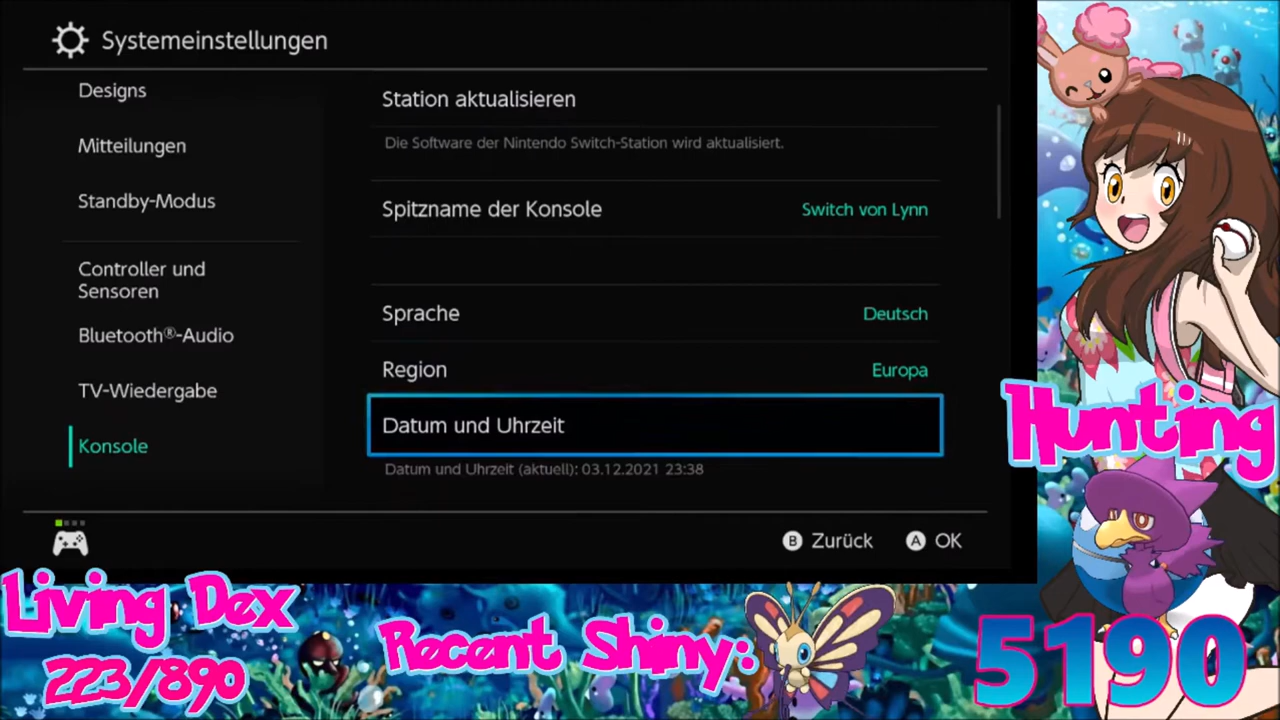 Systemeinstellungen
Designs
Mitteilungen
Standby-Modus
Controller und
Sensoren
Bluetooth®-Audio
TV-Wiedergabe
Konsole
Station aktualisieren
Die Software der Nintendo Switch-Station wird aktualisiert.
Spitzname der Konsole Switch von Lynn
Sprache Deutsch
Region Europa
Datum und Uhrzeit
Datum und Uhrzeit (aktuell): 03.12.2021 23:38
B Zurück A OK
Hunting
5190
Living Dex
223/890
Recent Shiny: